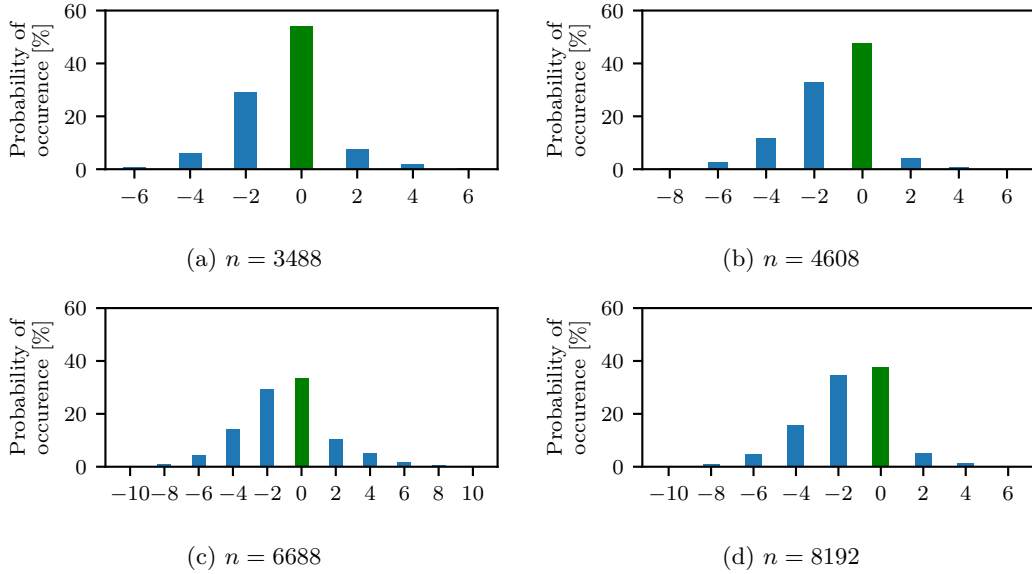 Probability of
occurence [%]
60
40
20
0
−6 −4 −2 0 2 4 6
(a) n = 3488
Probability of
occurence [%]
60
40
20
0
−8 −6 −4 −2 0 2 4 6
(b) n = 4608
Probability of
occurence [%]
60
40
20
0
−10 −8 −6 −4 −2 0 2 4 6 8 10
(c) n = 6688
Probability of
occurence [%]
60
40
20
0
−10 −8 −6 −4 −2 0 2 4 6
(d) n = 8192